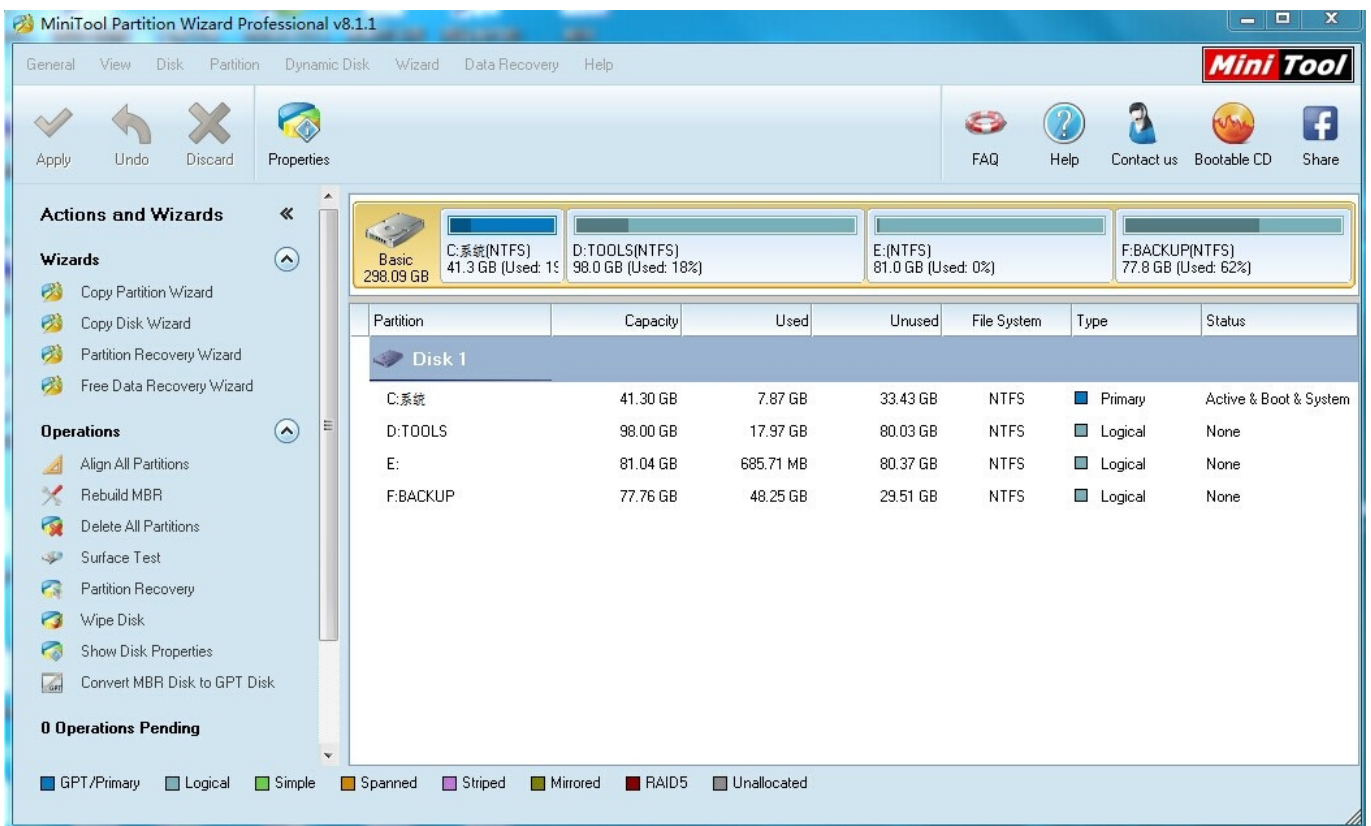 MiniTool Partition Wizard Professional v8.1.1
General View Disk Partition Dynamic Disk Wizard Data Recovery Help
Mini Tool
Apply Undo Discard Properties FAQ Help Contact us Bootable CD Share
Actions and Wizards
Wizards
Copy Partition Wizard
Copy Disk Wizard
Partition Recovery Wizard
Free Data Recovery Wizard
Operations
Align All Partitions
Rebuild MBR
Delete All Partitions
Surface Test
Partition Recovery
Wipe Disk
Show Disk Properties
Convert MBR Disk to GPT Disk
0 Operations Pending
Basic
298.09 GB
C:系统(NTFS)
41.3 GB (Used: 19
D:TOOLS(NTFS)
98.0 GB (Used: 18%)
E:(NTFS)
81.0 GB (Used: 0%)
F:BACKUP(NTFS)
77.8 GB (Used: 62%)
Partition Capacity Used Unused File System Type Status
Disk 1
C:系统 41.30 GB 7.87 GB 33.43 GB NTFS Primary Active & Boot & System
D:TOOLS 98.00 GB 17.97 GB 80.03 GB NTFS Logical None
E: 81.04 GB 685.71 MB 80.37 GB NTFS Logical None
F:BACKUP 77.76 GB 48.25 GB 29.51 GB NTFS Logical None
GPT/Primary Logical Simple Spanned Striped Mirrored RAID5 Unallocated